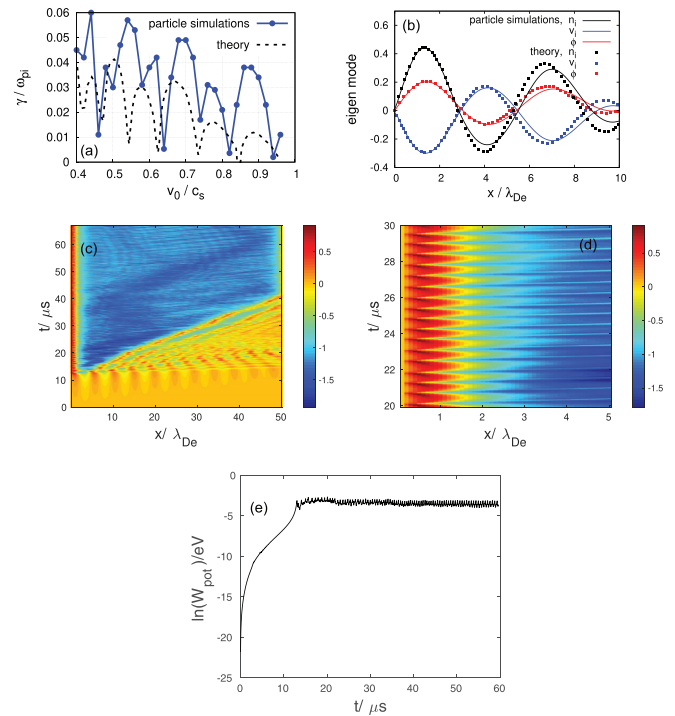 0.06
0.05
0.04
0.03
0.02
0.01
0
γ / ω_pi
particle simulations
theory
(a)
0.4 0.5 0.6 0.7 0.8 0.9 1
v_0 / c_s
0.6
0.4
0.2
0.0
-0.2
-0.4
eigen mode
(b)
particle simulations, n_i
v_i
ϕ
theory, n_i
v_i
ϕ
0 2 4 6 8 10
x / λ_De
60
50
40
30
20
10
0
t/ μs
(c)
10 20 30 40 50
x/ λ_De
0.5
0
-0.5
-1
-1.5
30
28
26
24
22
20
t/ μs
(d)
1 2 3 4 5
x/ λ_De
0.5
0
-0.5
-1
-1.5
0
-5
-10
-15
-20
-25
ln(W_pot)/eV
(e)
0 10 20 30 40 50 60
t/ μs